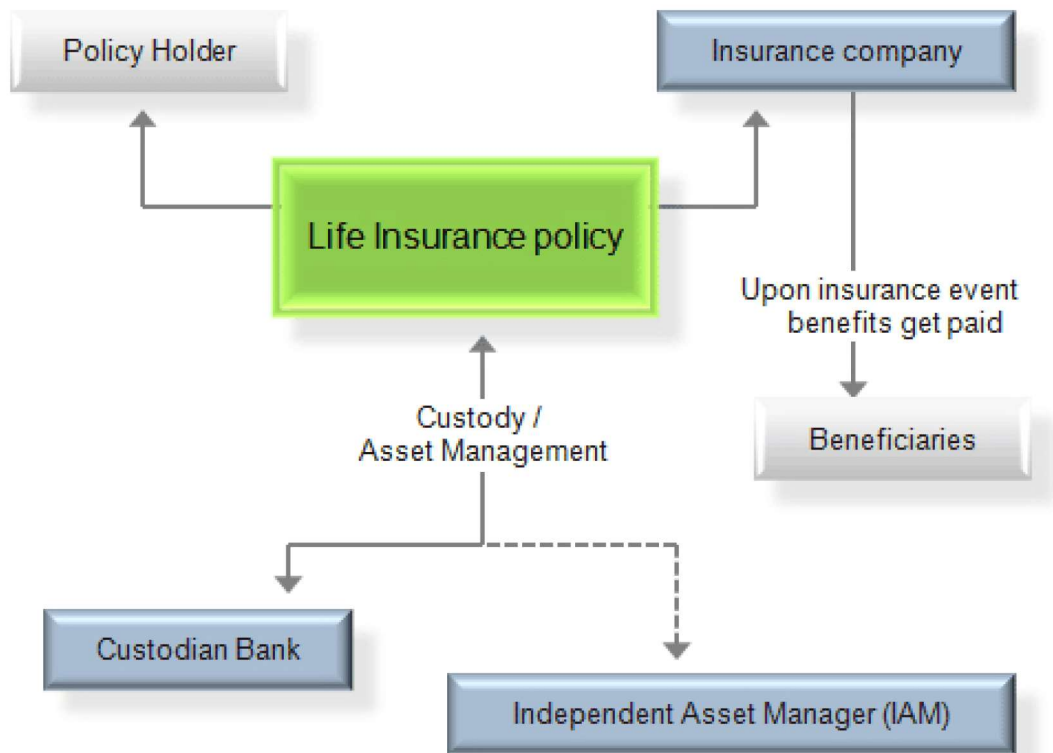 Policy Holder
Insurance company
Life Insurance policy
Upon insurance event
benefits get paid
Custody /
Asset Management
Beneficiaries
Custodian Bank
Independent Asset Manager (IAM)